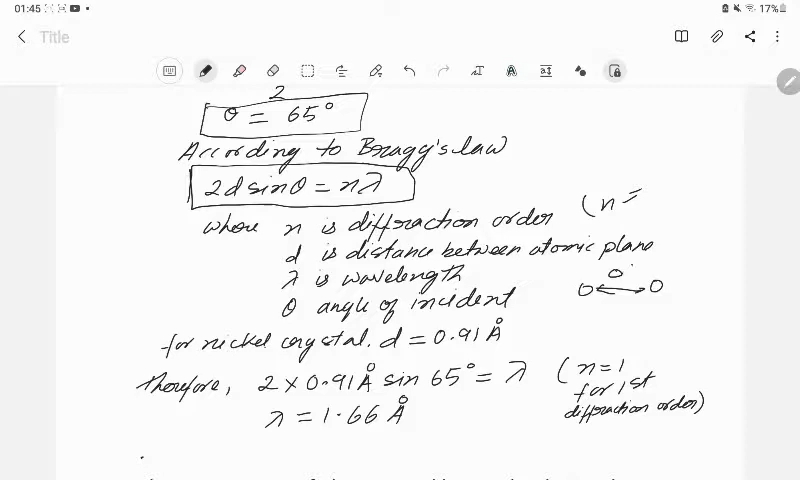 01:45
17%
Title
2
θ = 65°
According to Bragg's law
2d sinθ = nλ
where n is diffraction order (n =
d is distance between atomic plane
λ is wavelength
θ angle of incident
for nickel crystal. d = 0.91 Å
Therefore, 2 × 0.91 Å sin 65° = λ (n=1
for 1st
diffraction order)
λ = 1.66 Å